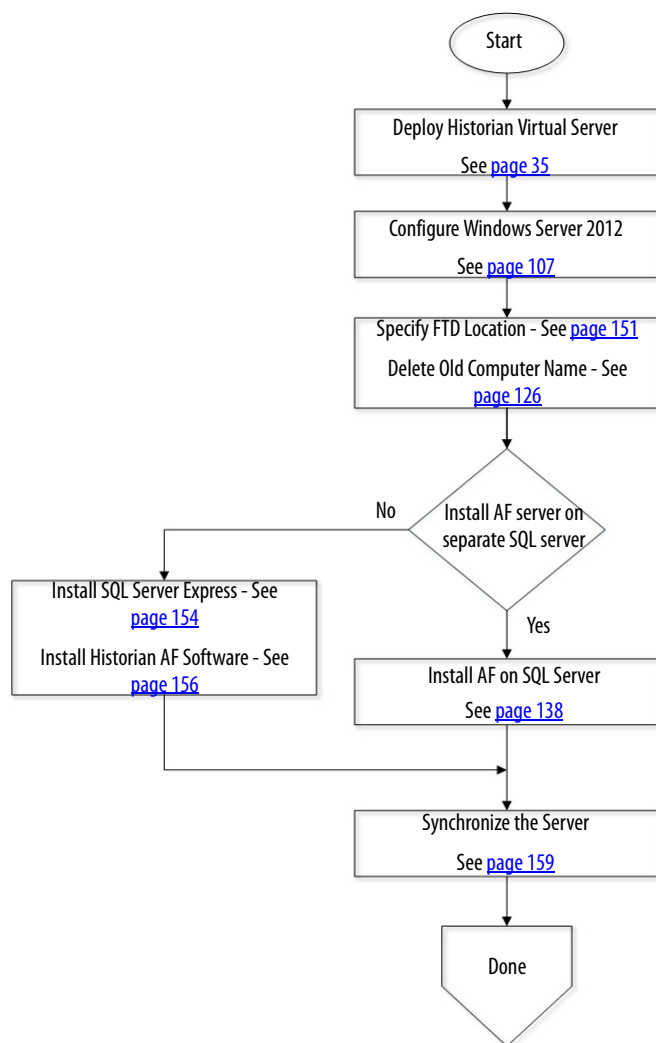 Start
Deploy Historian Virtual Server
See page 35
Configure Windows Server 2012
See page 107
Specify FTD Location - See page 151
Delete Old Computer Name - See
page 126
Install AF server on
separate SQL server
No
Yes
Install SQL Server Express - See
page 154
Install Historian AF Software - See
page 156
Install AF on SQL Server
See page 138
Synchronize the Server
See page 159
Done